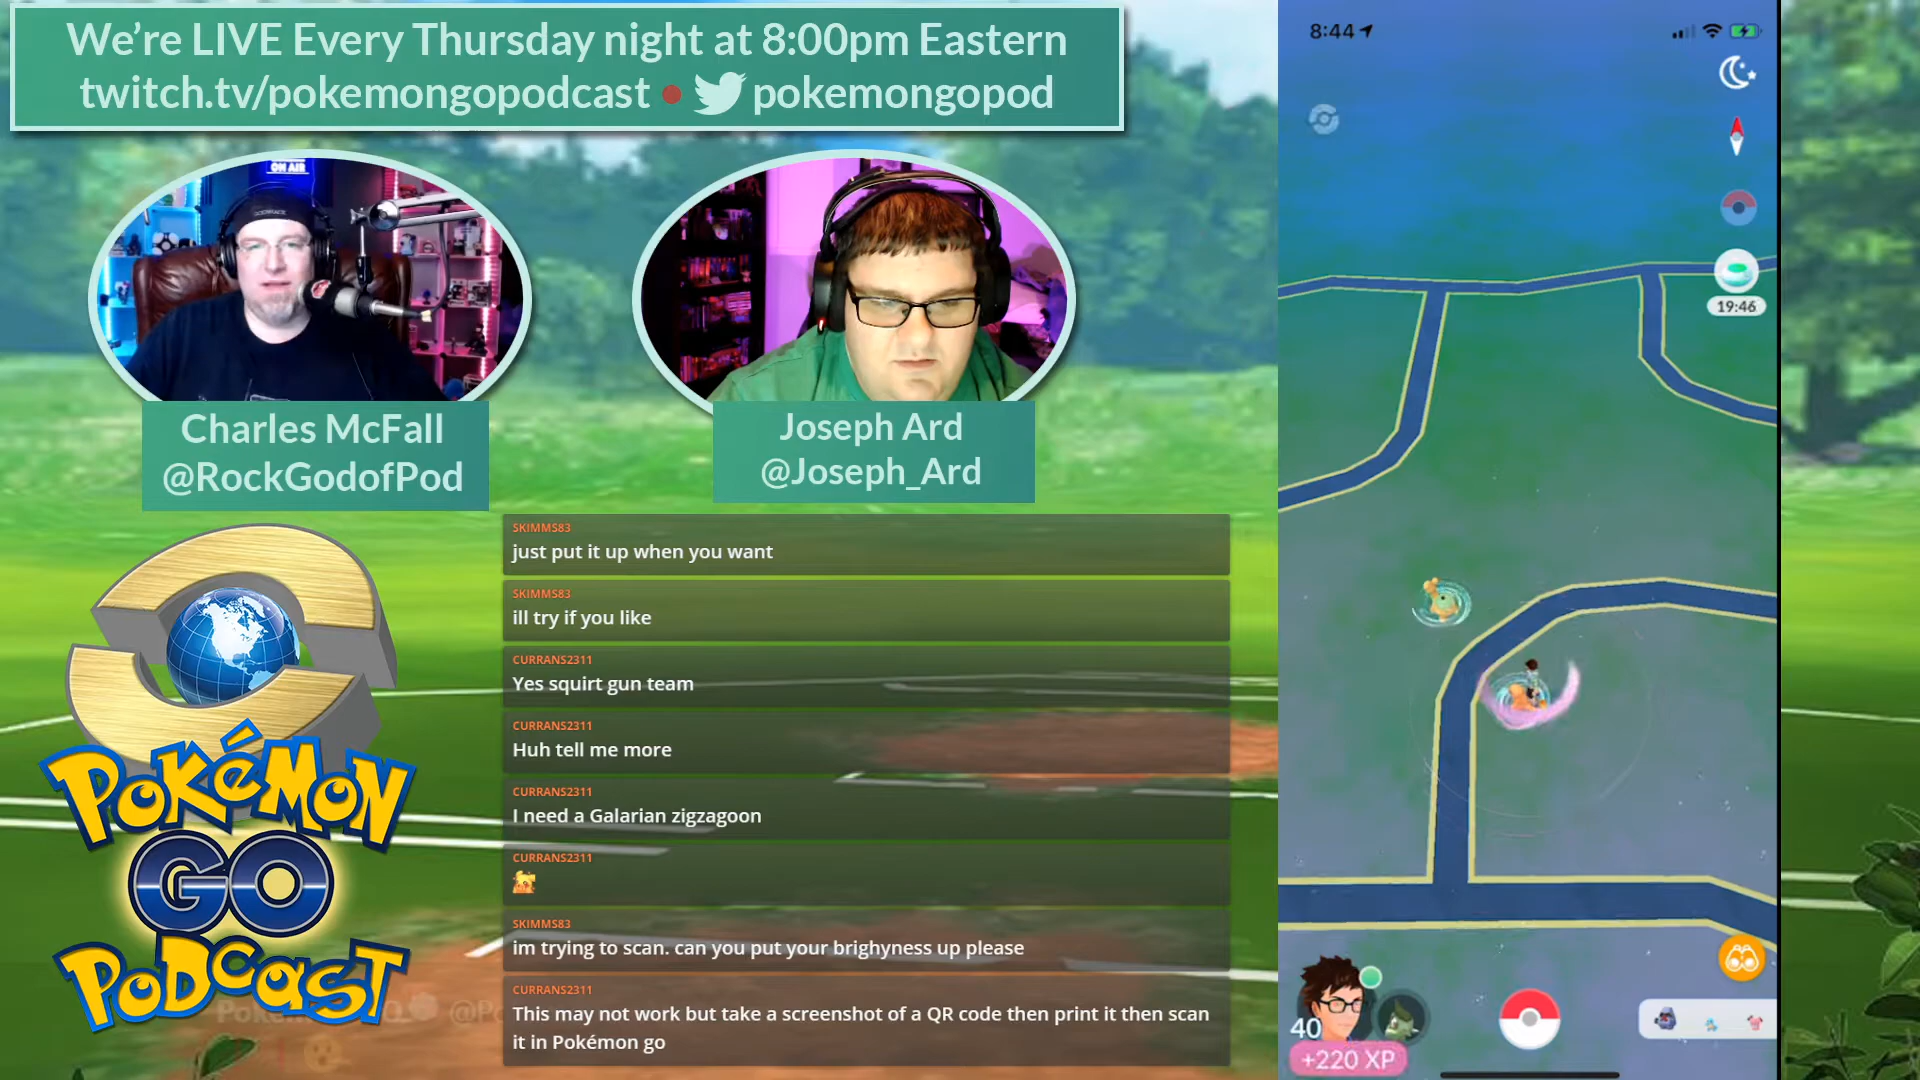 We're LIVE Every Thursday night at 8:00pm Eastern
twitch.tv/pokemongopodcast • pokemongopod
ON AIR
Charles McFall
@RockGodofPod
Joseph Ard
@Joseph_Ard
POKéMON
GO
PODCAST
SKIMMS83
just put it up when you want
SKIMMS83
ill try if you like
CURRANS2311
Yes squirt gun team
CURRANS2311
Huh tell me more
CURRANS2311
I need a Galarian zigzagoon
CURRANS2311
SKIMMS83
im trying to scan. can you put your brighyness up please
CURRANS2311
This may not work but take a screenshot of a QR code then print it then scan
it in Pokémon go
8:44
19:46
40
+220 XP